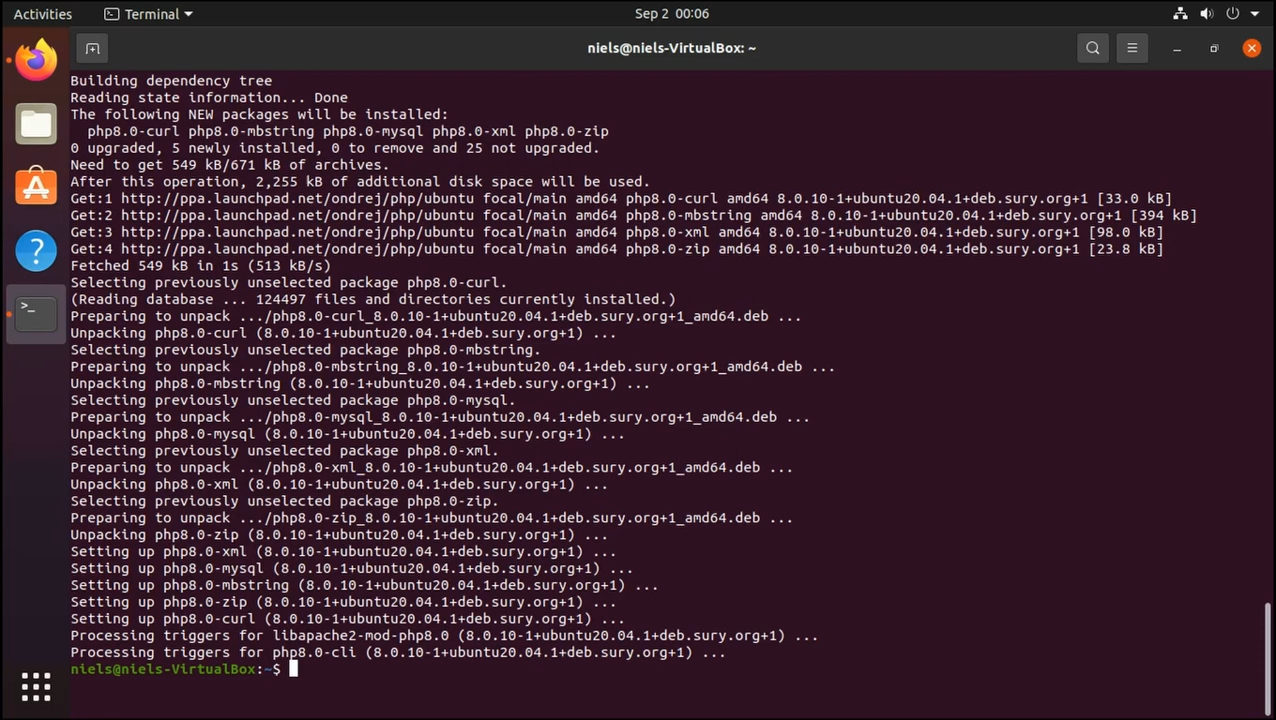 Activities
Terminal
Sep 2 00:06
niels@niels-VirtualBox: ~
Building dependency tree
Reading state information... Done
The following NEW packages will be installed:
  php8.0-curl php8.0-mbstring php8.0-mysql php8.0-xml php8.0-zip
0 upgraded, 5 newly installed, 0 to remove and 25 not upgraded.
Need to get 549 kB/671 kB of archives.
After this operation, 2,255 kB of additional disk space will be used.
Get:1 http://ppa.launchpad.net/ondrej/php/ubuntu focal/main amd64 php8.0-curl amd64 8.0.10-1+ubuntu20.04.1+deb.sury.org+1 [33.0 kB]
Get:2 http://ppa.launchpad.net/ondrej/php/ubuntu focal/main amd64 php8.0-mbstring amd64 8.0.10-1+ubuntu20.04.1+deb.sury.org+1 [394 kB]
Get:3 http://ppa.launchpad.net/ondrej/php/ubuntu focal/main amd64 php8.0-xml amd64 8.0.10-1+ubuntu20.04.1+deb.sury.org+1 [98.0 kB]
Get:4 http://ppa.launchpad.net/ondrej/php/ubuntu focal/main amd64 php8.0-zip amd64 8.0.10-1+ubuntu20.04.1+deb.sury.org+1 [23.8 kB]
Fetched 549 kB in 1s (513 kB/s)
Selecting previously unselected package php8.0-curl.
(Reading database ... 124497 files and directories currently installed.)
Preparing to unpack .../php8.0-curl_8.0.10-1+ubuntu20.04.1+deb.sury.org+1_amd64.deb ...
Unpacking php8.0-curl (8.0.10-1+ubuntu20.04.1+deb.sury.org+1) ...
Selecting previously unselected package php8.0-mbstring.
Preparing to unpack .../php8.0-mbstring_8.0.10-1+ubuntu20.04.1+deb.sury.org+1_amd64.deb ...
Unpacking php8.0-mbstring (8.0.10-1+ubuntu20.04.1+deb.sury.org+1) ...
Selecting previously unselected package php8.0-mysql.
Preparing to unpack .../php8.0-mysql_8.0.10-1+ubuntu20.04.1+deb.sury.org+1_amd64.deb ...
Unpacking php8.0-mysql (8.0.10-1+ubuntu20.04.1+deb.sury.org+1) ...
Selecting previously unselected package php8.0-xml.
Preparing to unpack .../php8.0-xml_8.0.10-1+ubuntu20.04.1+deb.sury.org+1_amd64.deb ...
Unpacking php8.0-xml (8.0.10-1+ubuntu20.04.1+deb.sury.org+1) ...
Selecting previously unselected package php8.0-zip.
Preparing to unpack .../php8.0-zip_8.0.10-1+ubuntu20.04.1+deb.sury.org+1_amd64.deb ...
Unpacking php8.0-zip (8.0.10-1+ubuntu20.04.1+deb.sury.org+1) ...
Setting up php8.0-xml (8.0.10-1+ubuntu20.04.1+deb.sury.org+1) ...
Setting up php8.0-mysql (8.0.10-1+ubuntu20.04.1+deb.sury.org+1) ...
Setting up php8.0-mbstring (8.0.10-1+ubuntu20.04.1+deb.sury.org+1) ...
Setting up php8.0-zip (8.0.10-1+ubuntu20.04.1+deb.sury.org+1) ...
Setting up php8.0-curl (8.0.10-1+ubuntu20.04.1+deb.sury.org+1) ...
Processing triggers for libapache2-mod-php8.0 (8.0.10-1+ubuntu20.04.1+deb.sury.org+1) ...
Processing triggers for php8.0-cli (8.0.10-1+ubuntu20.04.1+deb.sury.org+1) ...
niels@niels-VirtualBox:~$